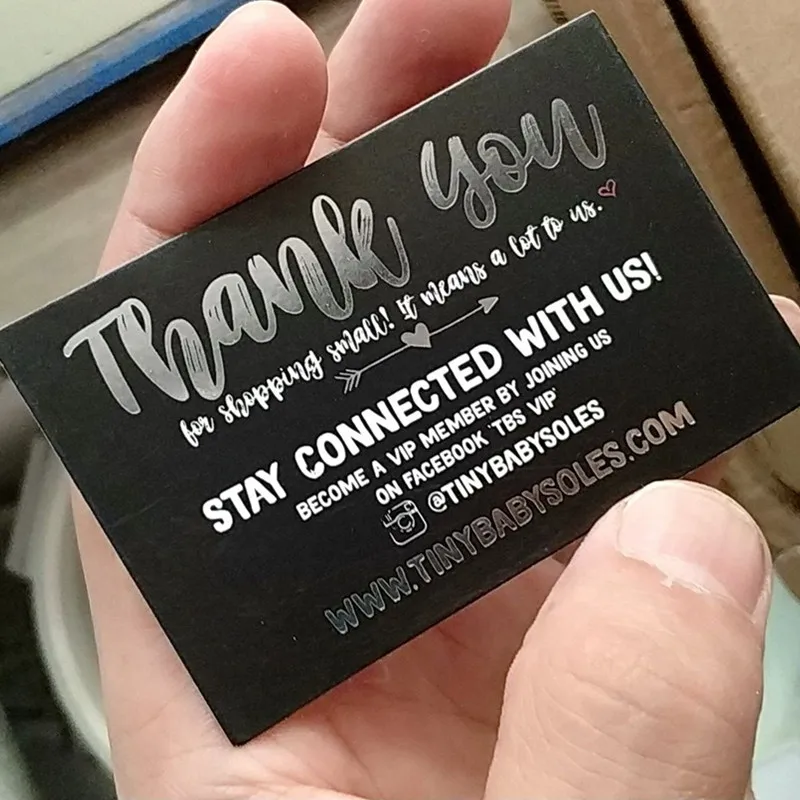 Thank you
for shopping small! It means a lot to us.
STAY CONNECTED WITH US!
BECOME A VIP MEMBER BY JOINING US
ON FACEBOOK 'TBS VIP'
@TINYBABYSOLES
WWW.TINYBABYSOLES.COM